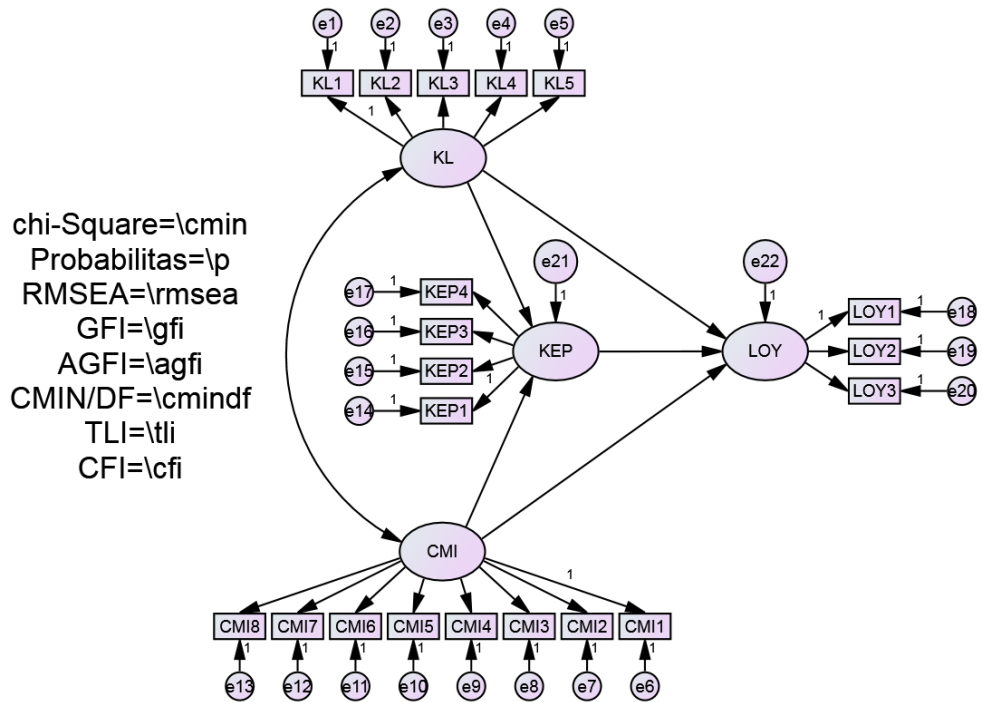 e1 e2 e3 e4 e5
1 1 1 1 1
KL1 KL2 KL3 KL4 KL5
1
KL
chi-Square=\cmin
Probabilitas=\p
RMSEA=\rmsea
GFI=\gfi
AGFI=\agfi
CMIN/DF=\cmindf
TLI=\tli
CFI=\cfi
e21 e22
1 1
e17 1 KEP4
e16 1 KEP3
e15 1 KEP2
1
e14 1 KEP1
KEP
LOY
1 LOY1 1 e18
LOY2 1 e19
LOY3 1 e20
CMI
1
CMI8 CMI7 CMI6 CMI5 CMI4 CMI3 CMI2 CMI1
1 1 1 1 1 1 1 1
e13 e12 e11 e10 e9 e8 e7 e6